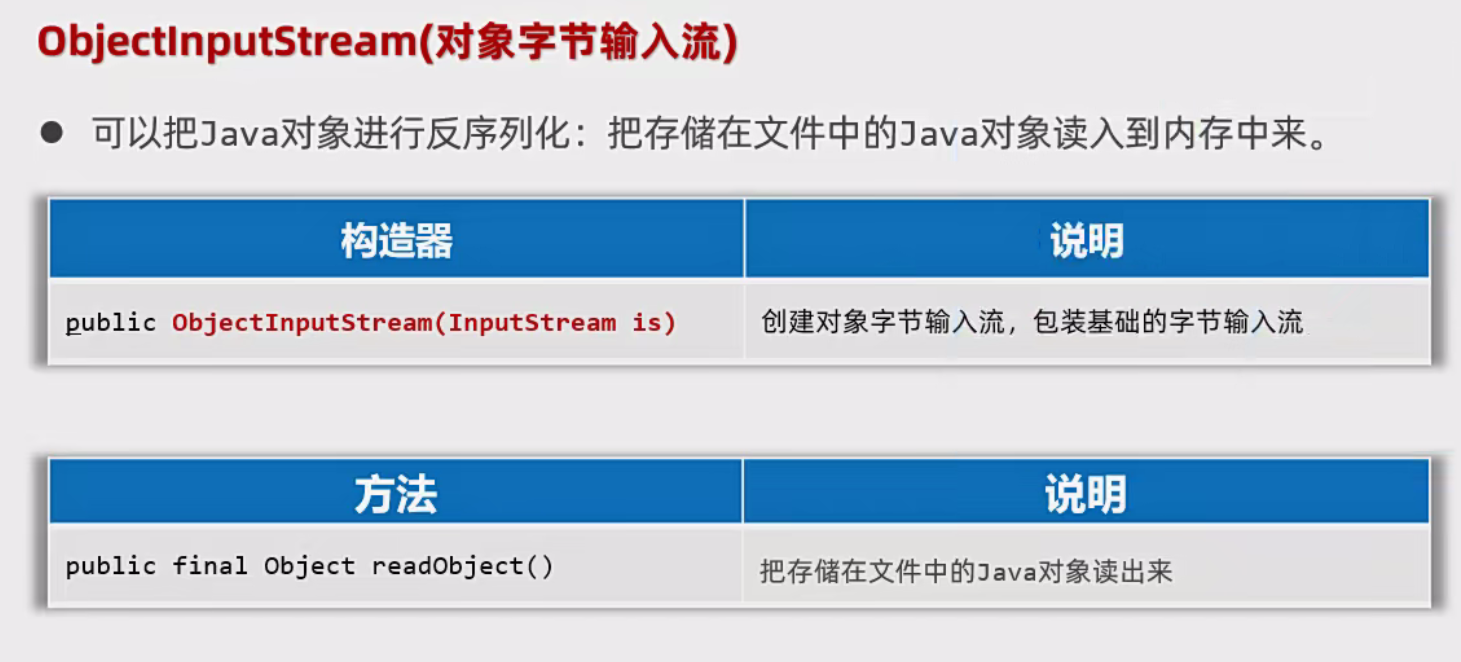 ObjectInputStream(对象字节输入流)
● 可以把Java对象进行反序列化：把存储在文件中的Java对象读入到内存中来。
构造器 说明
public ObjectInputStream(InputStream is) 创建对象字节输入流，包装基础的字节输入流
方法 说明
public final Object readObject() 把存储在文件中的Java对象读出来